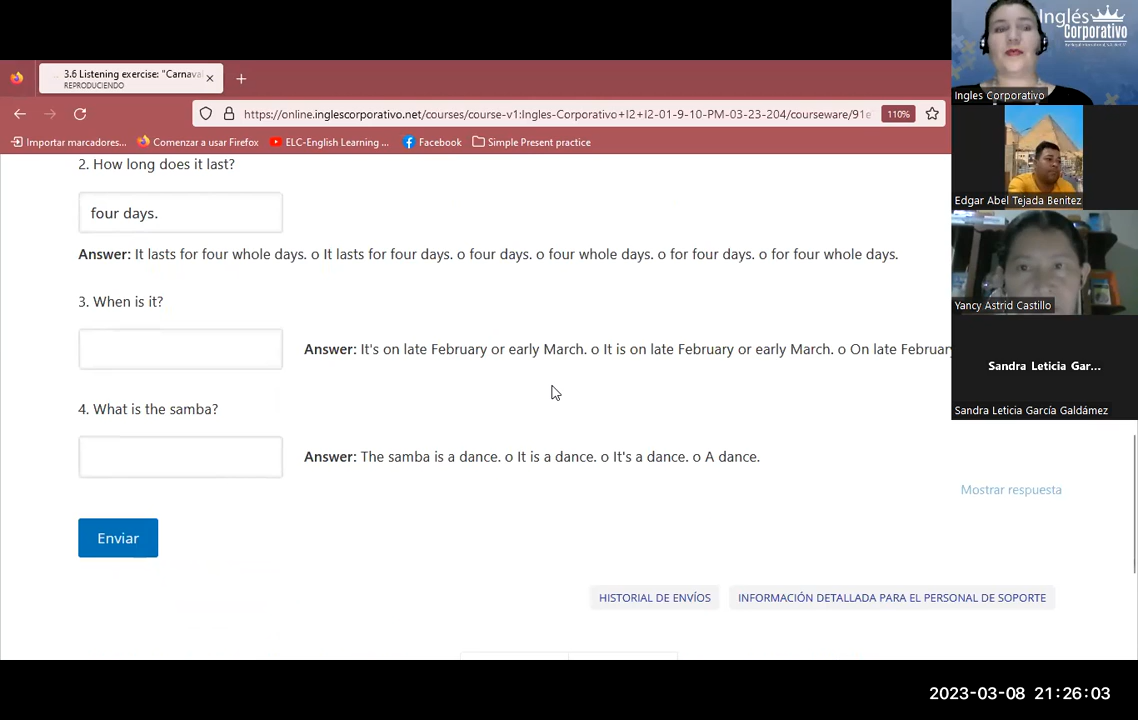 Inglés
Corporativo
3.6 Listening exercise: "Carnava
REPRODUCIENDO
Ingles Corporativo
https://online.inglescorporativo.net/courses/course-v1:Ingles-Corporativo+I2+I2-01-9-10-PM-03-23-204/courseware/91e
110%
Importar marcadores...
Comenzar a usar Firefox
ELC-English Learning ...
Facebook
Simple Present practice
2. How long does it last?
four days.
Edgar Abel Tejada Benitez
Answer: It lasts for four whole days. o It lasts for four days. o four days. o four whole days. o for four days. o for four whole days.
3. When is it?
Yancy Astrid Castillo
Answer: It's on late February or early March. o It is on late February or early March. o On late February
Sandra Leticia Gar...
4. What is the samba?
Sandra Leticia García Galdámez
Answer: The samba is a dance. o It is a dance. o It's a dance. o A dance.
Mostrar respuesta
Enviar
HISTORIAL DE ENVÍOS
INFORMACIÓN DETALLADA PARA EL PERSONAL DE SOPORTE
2023-03-08 21:26:03